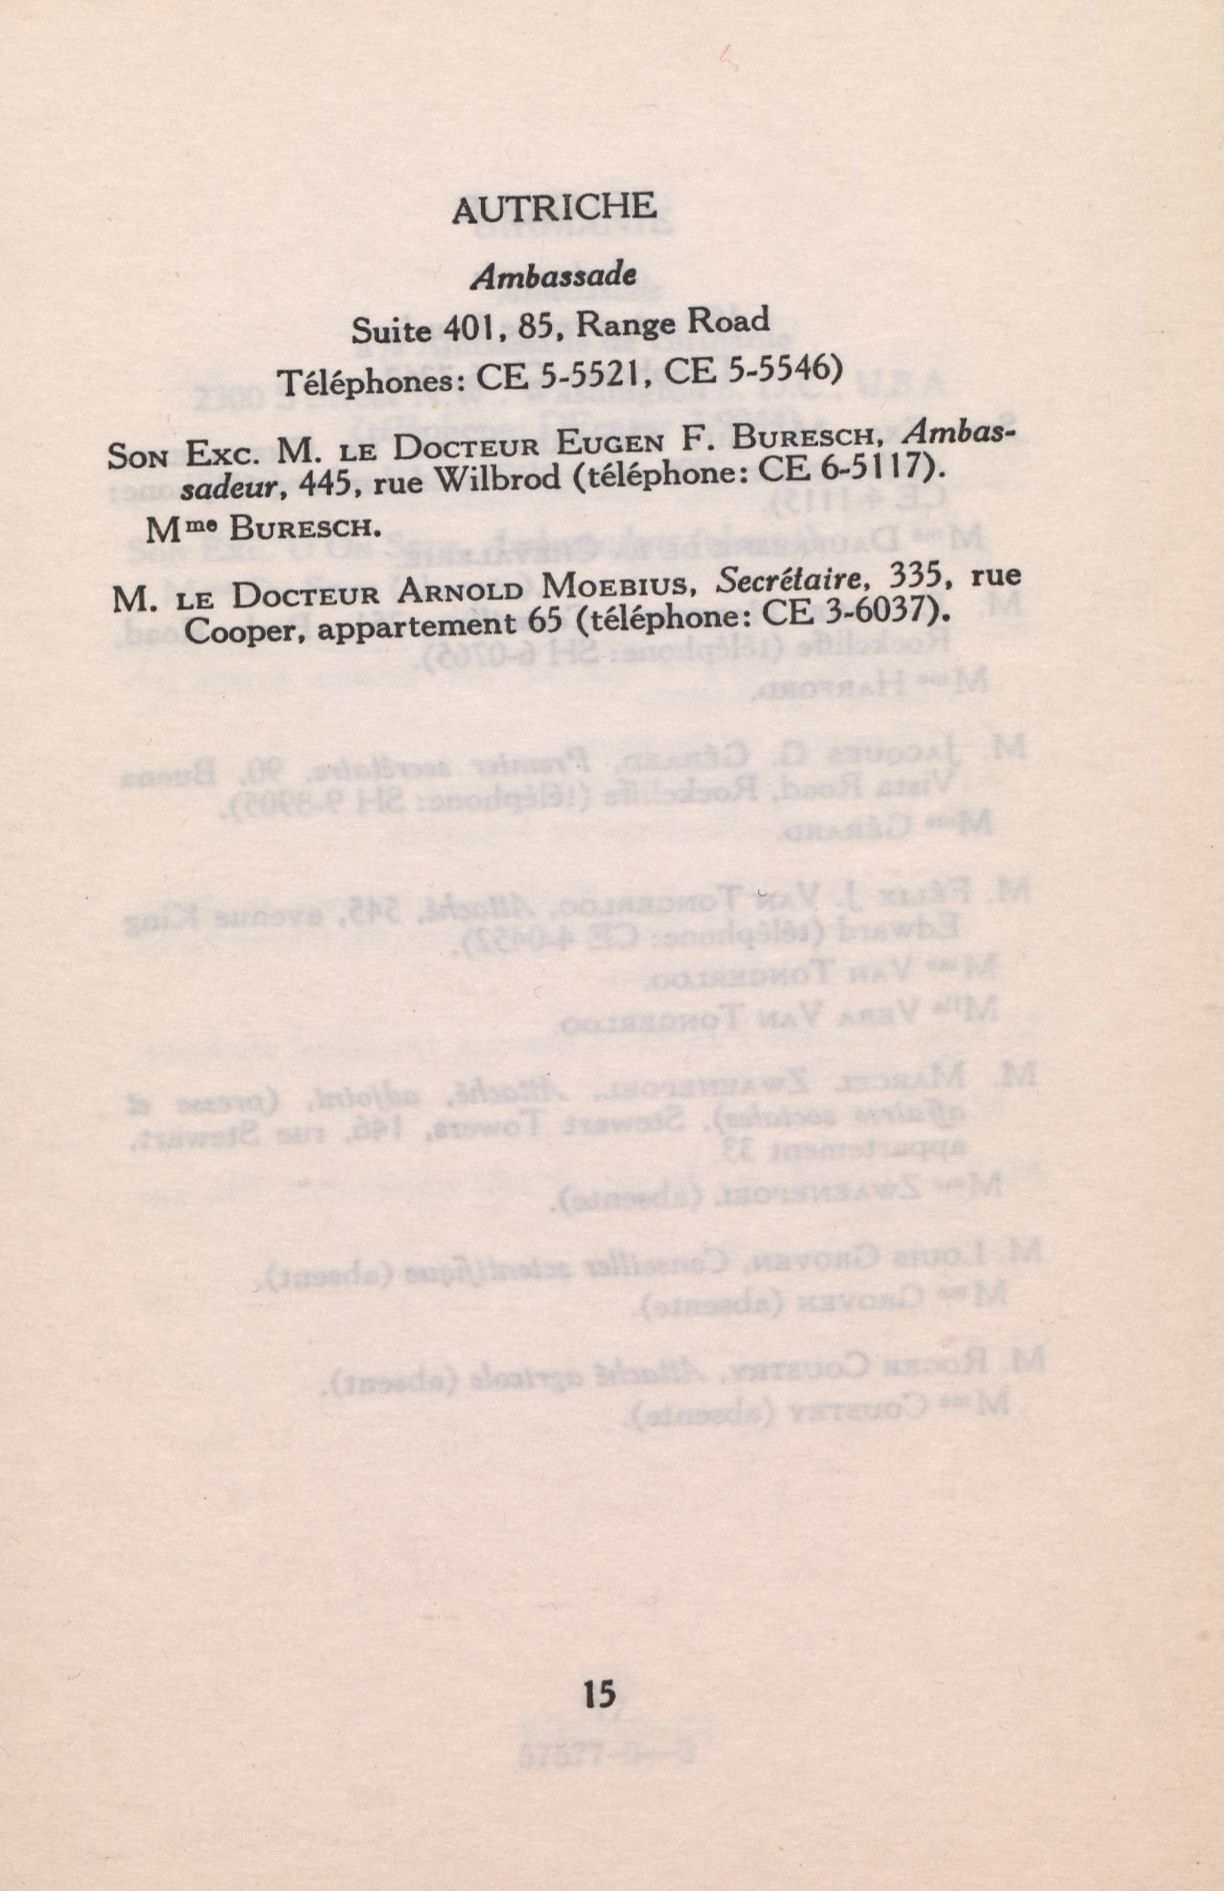 AUTRICHE
Ambassade
Suite 401, 85, Range Road
Téléphones: CE 5-5521, CE 5-5546)
SON EXC. M. LE DOCTEUR EUGEN F. BURESCH, Ambas-
sadeur, 445, rue Wilbrod (téléphone: CE 6-5117).
Mme BURESCH.
M. LE DOCTEUR ARNOLD MOEBIUS, Secrétaire, 335, rue
Cooper, appartement 65 (téléphone: CE 3-6037).
15